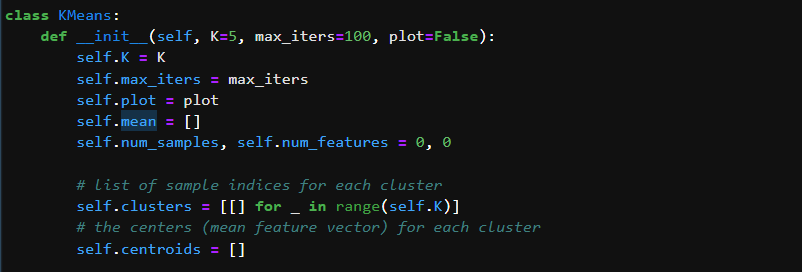 class KMeans:
    def __init__(self, K=5, max_iters=100, plot=False):
        self.K = K
        self.max_iters = max_iters
        self.plot = plot
        self.mean = []
        self.num_samples, self.num_features = 0, 0

        # list of sample indices for each cluster
        self.clusters = [[] for _ in range(self.K)]
        # the centers (mean feature vector) for each cluster
        self.centroids = []